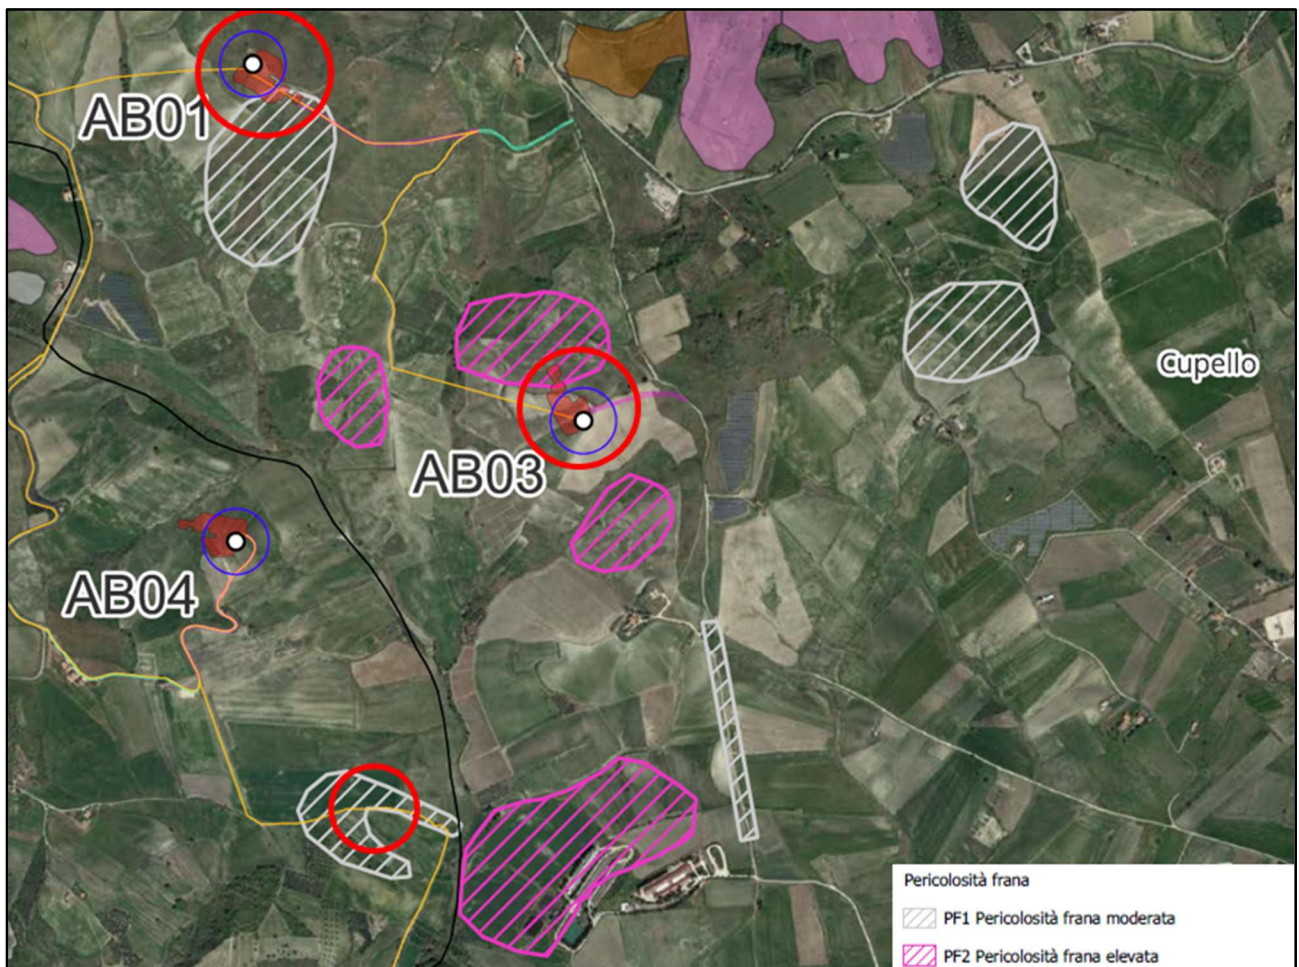 AB01
Cupello
AB03
AB04
Pericolosità frana
PF1 Pericolosità frana moderata
PF2 Pericolosità frana elevata